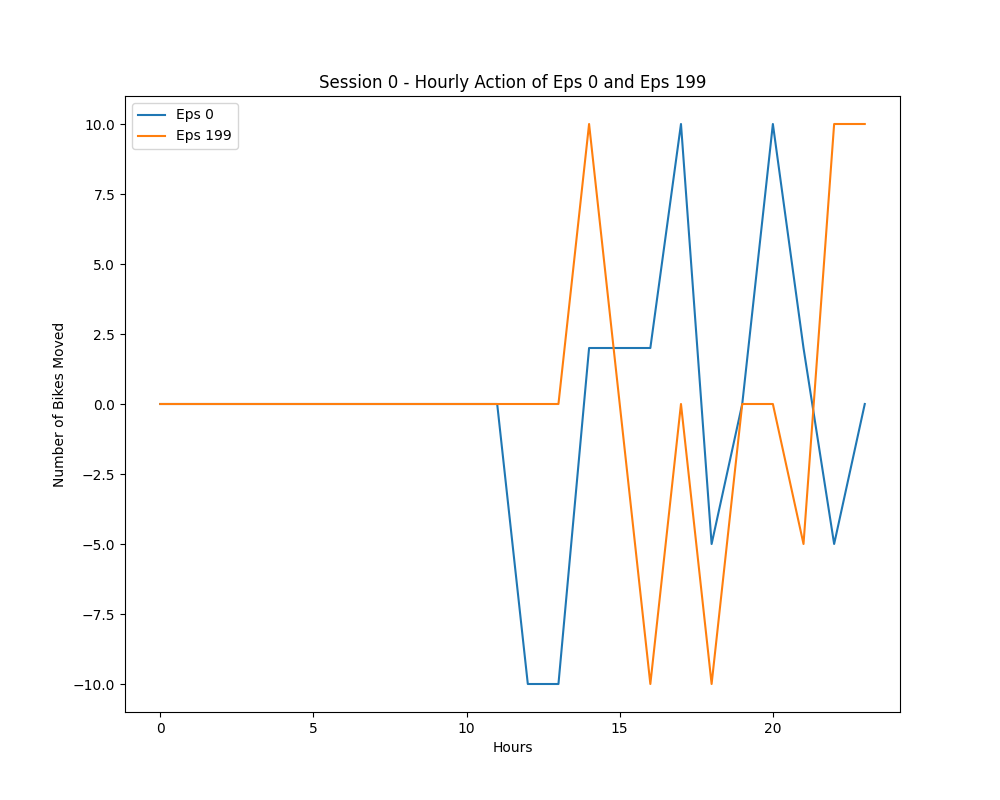 Session 0 - Hourly Action of Eps 0 and Eps 199
Eps 0
Eps 199
10.0
7.5
5.0
2.5
0.0
−2.5
−5.0
−7.5
−10.0
Number of Bikes Moved
0
5
10
15
20
Hours